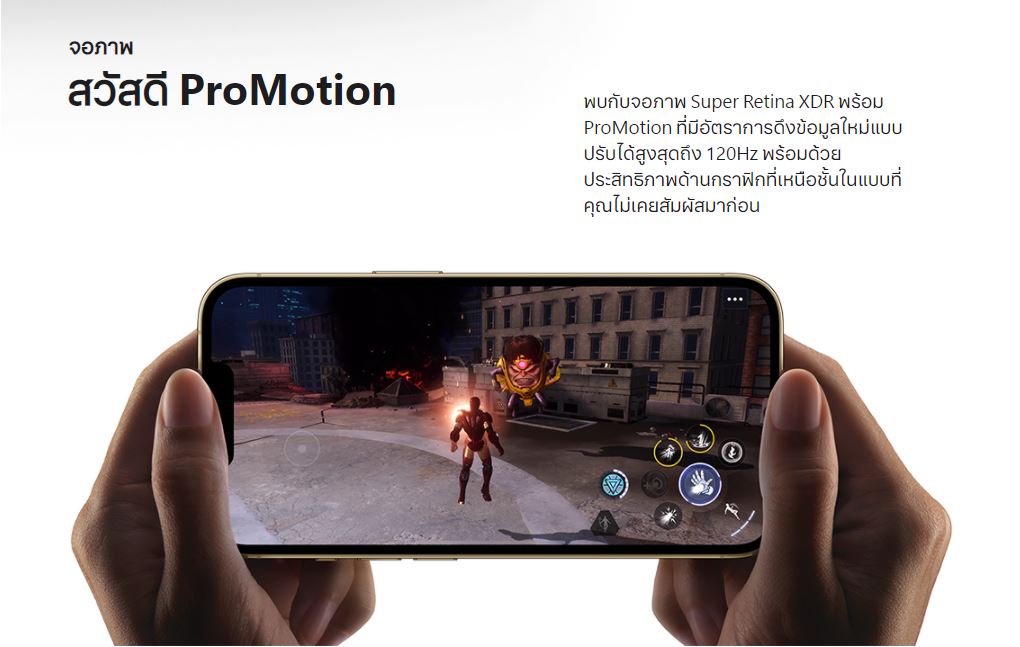 จอภาพ
สวัสดี ProMotion
พบกับจอภาพ Super Retina XDR พร้อม
ProMotion ที่มีอัตราการดึงข้อมูลใหม่แบบ
ปรับได้สูงสุดถึง 120Hz พร้อมด้วย
ประสิทธิภาพด้านกราฟิกที่เหนือชั้นในแบบที่
คุณไม่เคยสัมผัสมาก่อน